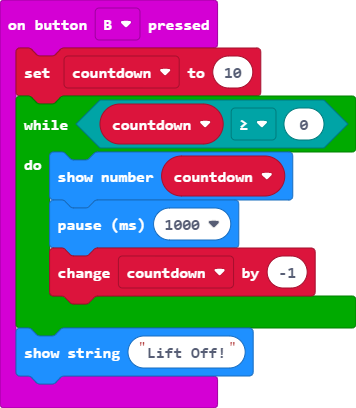 on button B pressed
set countdown to 10
while countdown ≥ 0
do
show number countdown
pause (ms) 1000
change countdown by -1
show string "Lift Off!"